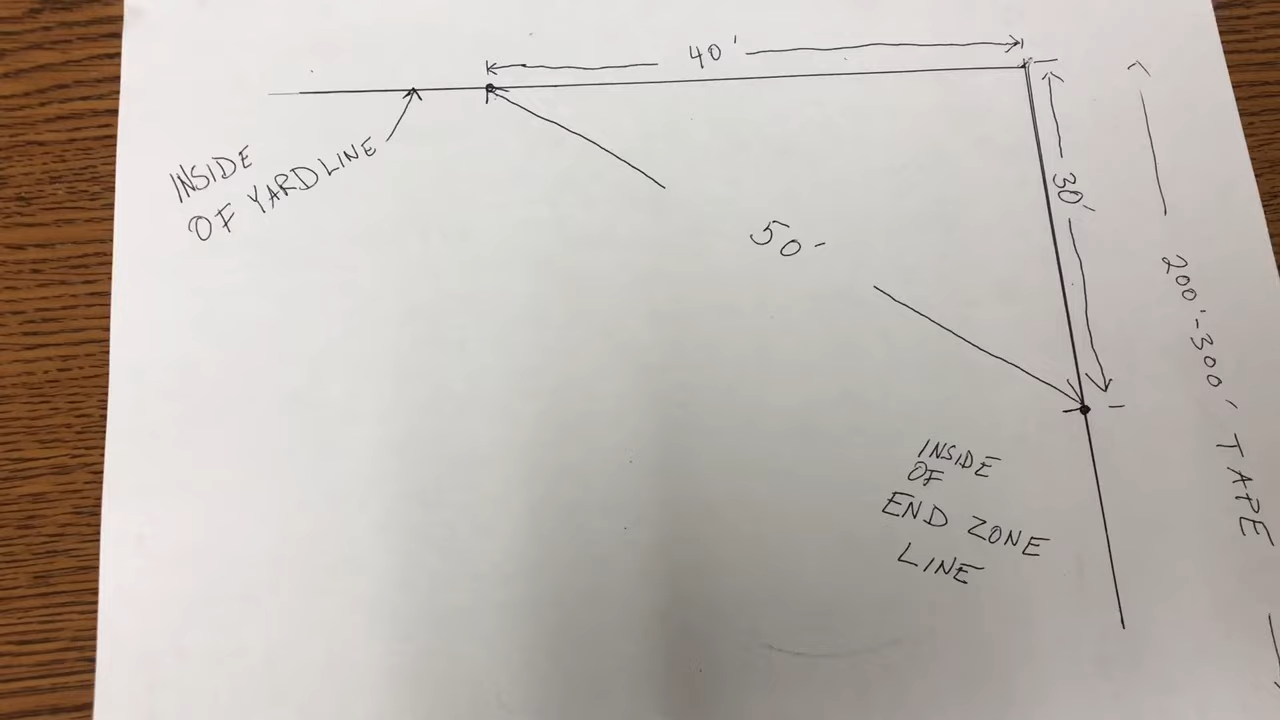 40'
INSIDE
OF YARDLINE
30'
50'
200'-300' TAPE
INSIDE
OF
END ZONE
LINE